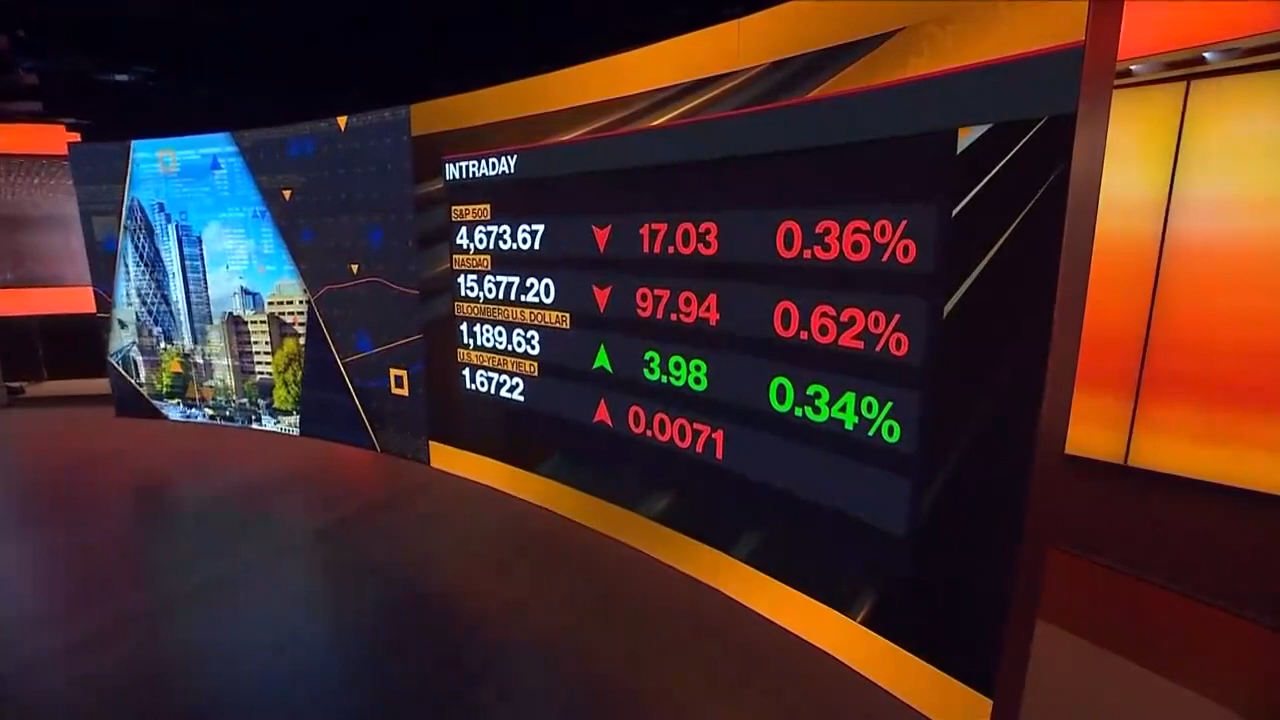 INTRADAY
S&P 500
4,673.67 17.03 0.36%
NASDAQ
15,677.20 97.94 0.62%
BLOOMBERG U.S. DOLLAR
1,189.63 3.98 0.34%
U.S. 10-YEAR YIELD
1.6722 0.0071